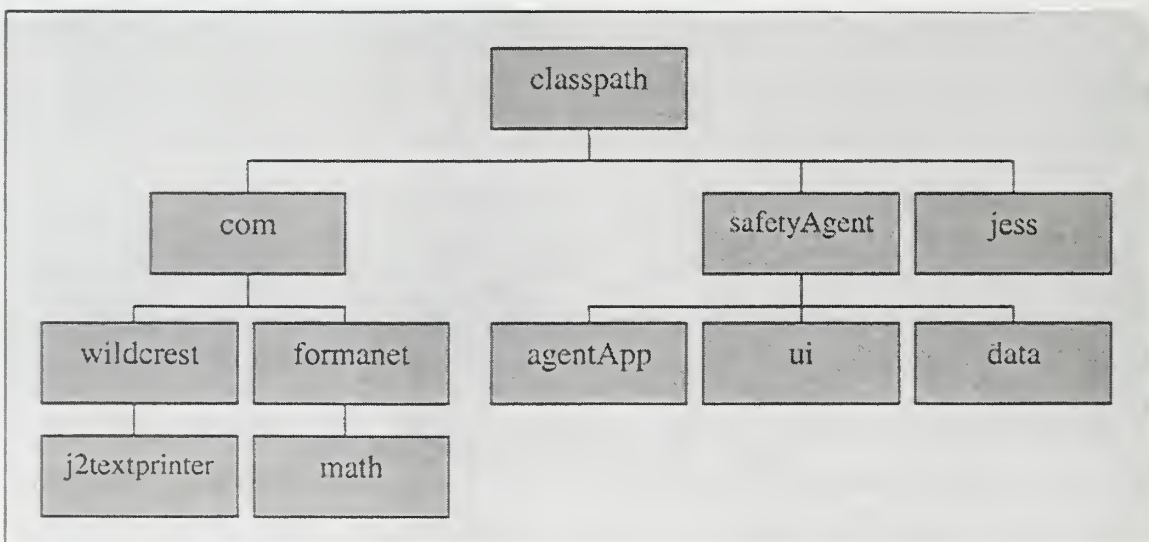 classpath
com
safetyAgent
jess
wildcrest
formanet
agentApp
ui
data
j2textprinter
math